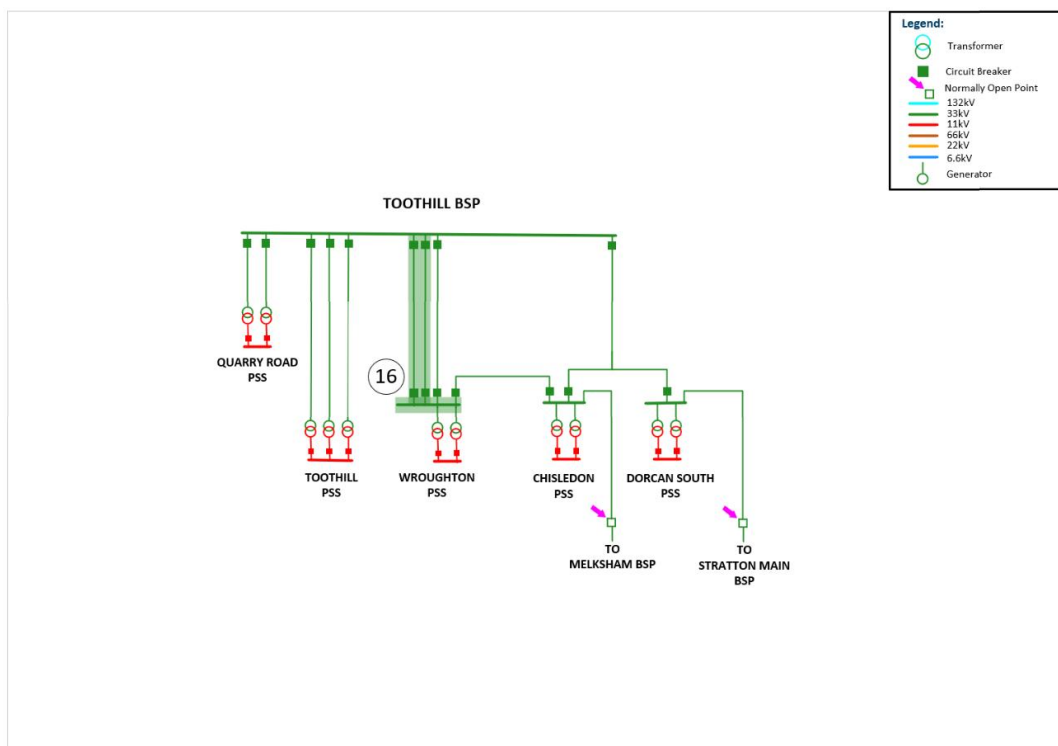 Legend:
Transformer
Circuit Breaker
Normally Open Point
132kV
33kV
11kV
66kV
22kV
6.6kV
Generator
TOOTHILL BSP
QUARRY ROAD
PSS
16
TOOTHILL
PSS
WROUGHTON
PSS
CHISLEDON
PSS
DORCAN SOUTH
PSS
TO
MELKSHAM BSP
TO
STRATTON MAIN
BSP